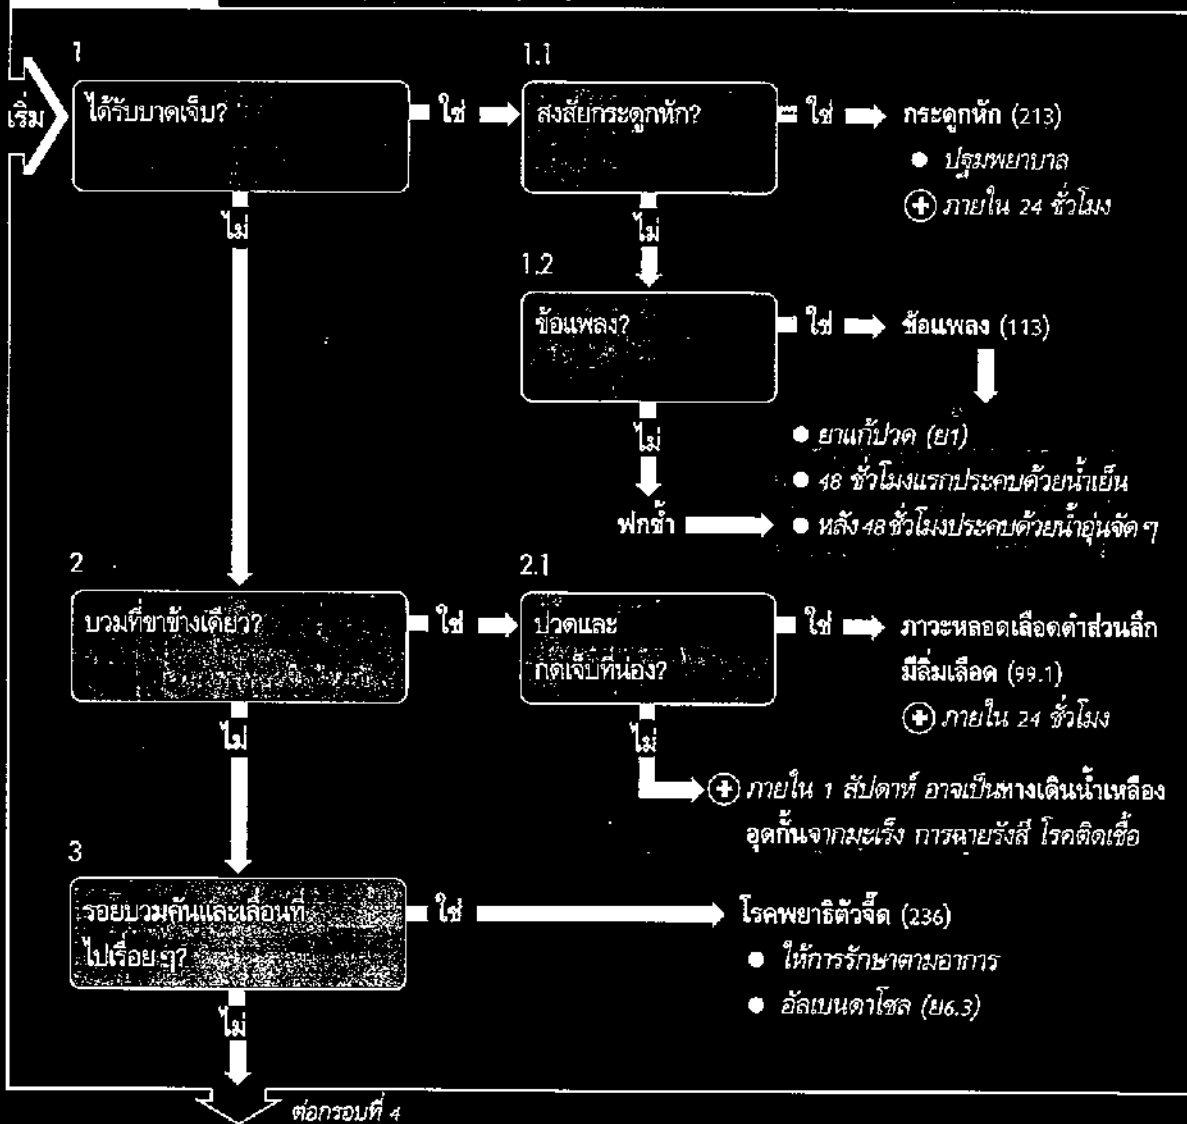 เริ่ม
1
ได้รับบาดเจ็บ?
ใช่
1.1
สงสัยกระดูกหัก?
ใช่
กระดูกหัก (213)
● ปฐมพยาบาล
ภายใน 24 ชั่วโมง
ไม่
ไม่
1.2
ข้อแพลง?
ใช่
ข้อแพลง (113)
ไม่
● ยาแก้ปวด (ย1)
● 48 ชั่วโมงแรกประคบด้วยน้ำเย็น
ฟกช้ำ
● หลัง 48 ชั่วโมงประคบด้วยน้ำอุ่นจัด ๆ
2
บวมที่ขาข้างเดียว?
ใช่
2.1
ปวดและ
กดเจ็บที่น่อง?
ใช่
ภาวะหลอดเลือดดำส่วนลึก
มีลิ่มเลือด (99.1)
ภายใน 24 ชั่วโมง
ไม่
ไม่
ภายใน 1 สัปดาห์ อาจเป็นทางเดินน้ำเหลือง
อุดกั้นจากมะเร็ง การฉายรังสี โรคติดเชื้อ
3
รอยบวมคันและเลื่อนที่
ไปเรื่อย ๆ?
ใช่
โรคพยาธิตัวจี๊ด (236)
● ให้การรักษาตามอาการ
● อัลเบนดาโซล (ย6.3)
ไม่
ต่อกรอบที่ 4